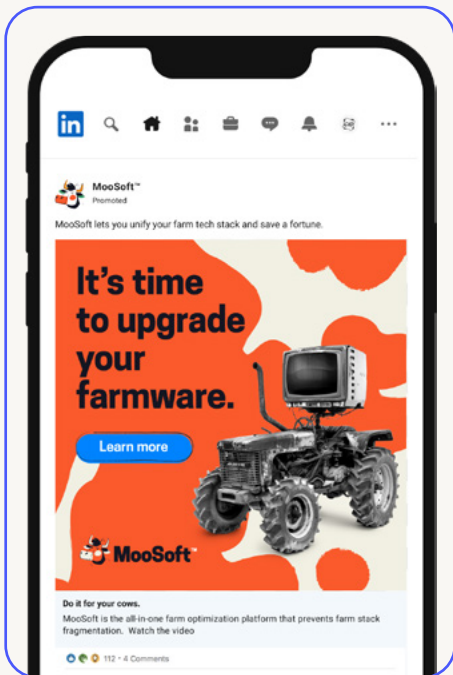 in
MooSoft™
Promoted
MooSoft lets you unify your farm tech stack and save a fortune.
It's time
to upgrade
your
farmware.
Learn more
MooSoft™
Do it for your cows.
MooSoft is the all-in-one farm optimization platform that prevents farm stack
fragmentation. Watch the video
112 • 4 Comments